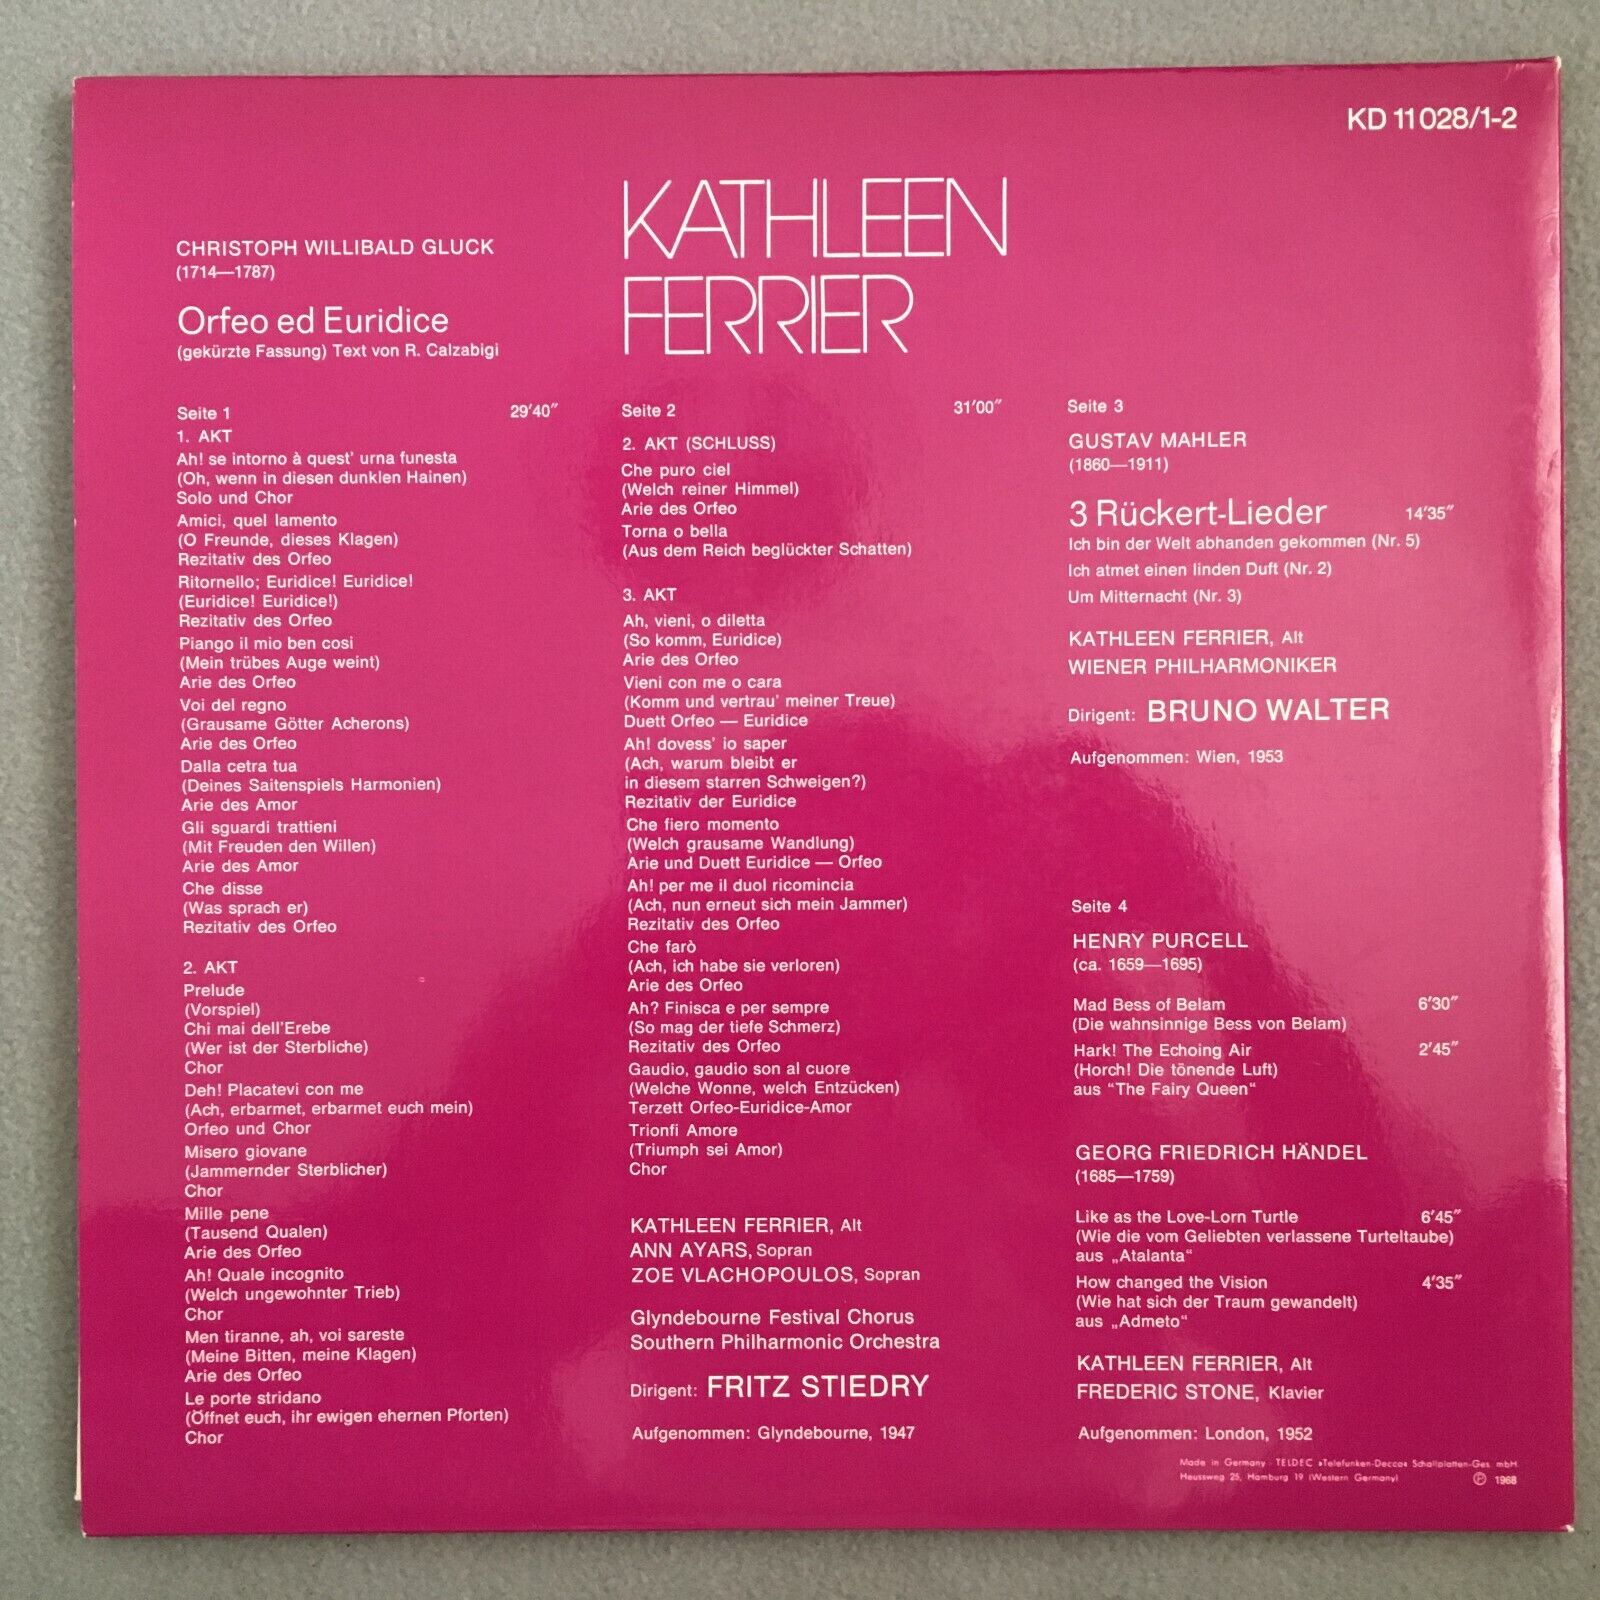 KD 11028/1-2
KATHLEEN
FERRIER
CHRISTOPH WILLIBALD GLUCK
(1714—1787)
Orfeo ed Euridice
(gekürzte Fassung) Text von R. Calzabigi
Seite 1 29′40″
1. AKT
Ah! se intorno à quest' urna funesta
(Oh, wenn in diesen dunklen Hainen)
Solo und Chor
Amici, quel lamento
(O Freunde, dieses Klagen)
Rezitativ des Orfeo
Ritornello; Euridice! Euridice!
(Euridice! Euridice!)
Rezitativ des Orfeo
Piango il mio ben cosi
(Mein trübes Auge weint)
Arie des Orfeo
Voi del regno
(Grausame Götter Acherons)
Arie des Orfeo
Dalla cetra tua
(Deines Saitenspiels Harmonien)
Arie des Amor
Gli sguardi trattieni
(Mit Freuden den Willen)
Arie des Amor
Che disse
(Was sprach er)
Rezitativ des Orfeo
2. AKT
Prelude
(Vorspiel)
Chi mai dell'Erebe
(Wer ist der Sterbliche)
Chor
Deh! Placatevi con me
(Ach, erbarmet, erbarmet euch mein)
Orfeo und Chor
Misero giovane
(Jammernder Sterblicher)
Chor
Mille pene
(Tausend Qualen)
Arie des Orfeo
Ah! Quale incognito
(Welch ungewohnter Trieb)
Chor
Men tiranne, ah, voi sareste
(Meine Bitten, meine Klagen)
Arie des Orfeo
Le porte stridano
(Öffnet euch, ihr ewigen ehernen Pforten)
Chor
Seite 2 31′00″
2. AKT (SCHLUSS)
Che puro ciel
(Welch reiner Himmel)
Arie des Orfeo
Torna o bella
(Aus dem Reich beglückter Schatten)
3. AKT
Ah, vieni, o diletta
(So komm, Euridice)
Arie des Orfeo
Vieni con me o cara
(Komm und vertrau' meiner Treue)
Duett Orfeo — Euridice
Ah! dovess' io saper
(Ach, warum bleibt er
in diesem starren Schweigen?)
Rezitativ der Euridice
Che fiero momento
(Welch grausame Wandlung)
Arie und Duett Euridice — Orfeo
Ah! per me il duol ricomincia
(Ach, nun erneut sich mein Jammer)
Rezitativ des Orfeo
Che farò
(Ach, ich habe sie verloren)
Arie des Orfeo
Ah? Finisca e per sempre
(So mag der tiefe Schmerz)
Rezitativ des Orfeo
Gaudio, gaudio son al cuore
(Welche Wonne, welch Entzücken)
Terzett Orfeo-Euridice-Amor
Trionfi Amore
(Triumph sei Amor)
Chor
KATHLEEN FERRIER, Alt
ANN AYARS, Sopran
ZOE VLACHOPOULOS, Sopran
Glyndebourne Festival Chorus
Southern Philharmonic Orchestra
Dirigent: FRITZ STIEDRY
Aufgenommen: Glyndebourne, 1947
Seite 3
GUSTAV MAHLER
(1860—1911)
3 Rückert-Lieder 14′35″
Ich bin der Welt abhanden gekommen (Nr. 5)
Ich atmet einen linden Duft (Nr. 2)
Um Mitternacht (Nr. 3)
KATHLEEN FERRIER, Alt
WIENER PHILHARMONIKER
Dirigent: BRUNO WALTER
Aufgenommen: Wien, 1953
Seite 4
HENRY PURCELL
(ca. 1659—1695)
Mad Bess of Belam 6′30″
(Die wahnsinnige Bess von Belam)
Hark! The Echoing Air 2′45″
(Horch! Die tönende Luft)
aus "The Fairy Queen"
GEORG FRIEDRICH HÄNDEL
(1685—1759)
Like as the Love-Lorn Turtle 6′45″
(Wie die vom Geliebten verlassene Turteltaube)
aus „Atalanta"
How changed the Vision 4′35″
(Wie hat sich der Traum gewandelt)
aus „Admeto"
KATHLEEN FERRIER, Alt
FREDERIC STONE, Klavier
Aufgenommen: London, 1952
Made in Germany · TELDEC »Telefunken-Decca« Schallplatten-Ges. mbH
Heussweg 25, Hamburg 19 (Western Germany) ℗ 1968